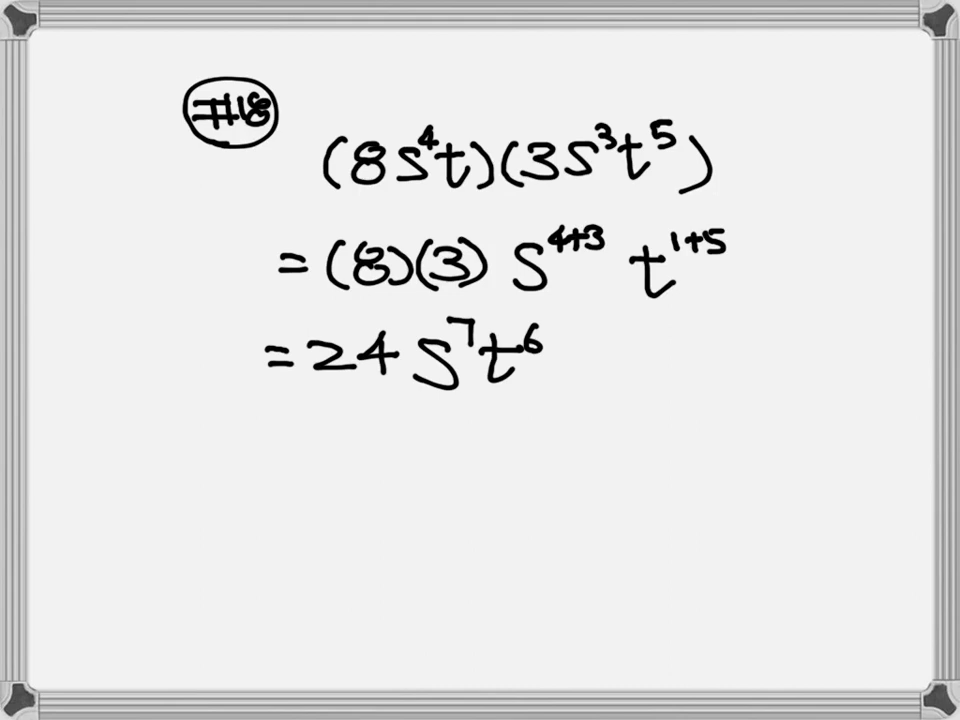 #18
(8s⁴t)(3s³t⁵)
= (8)(3) s⁴⁺³ t¹⁺⁵
= 24 s⁷t⁶